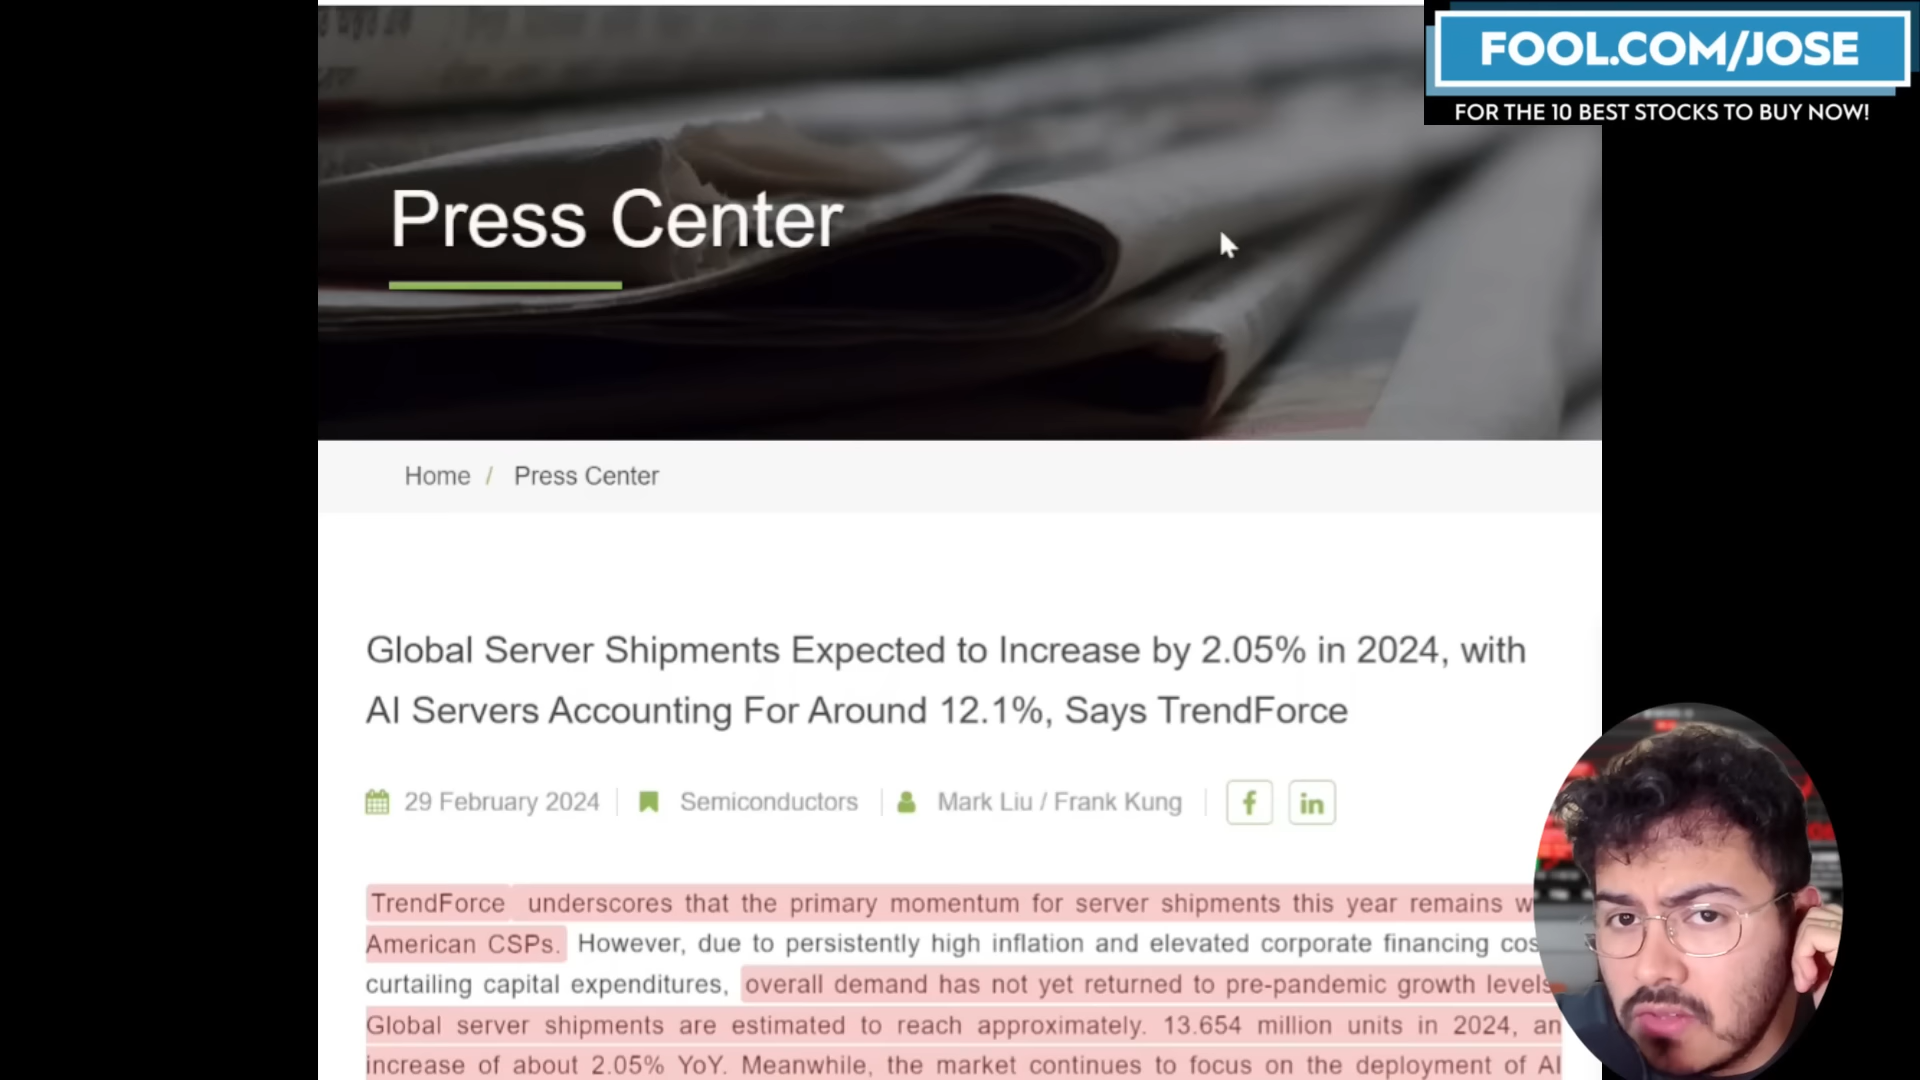 FOOL.COM/JOSE
FOR THE 10 BEST STOCKS TO BUY NOW!
Press Center
Home / Press Center
Global Server Shipments Expected to Increase by 2.05% in 2024, with
AI Servers Accounting For Around 12.1%, Says TrendForce
29 February 2024 | Semiconductors | Mark Liu / Frank Kung | f in
TrendForce underscores that the primary momentum for server shipments this year remains
American CSPs. However, due to persistently high inflation and elevated corporate financing
curtailing capital expenditures, overall demand has not yet returned to pre-pandemic growth levels
Global server shipments are estimated to reach approximately. 13.654 million units in 2024, an
increase of about 2.05% YoY. Meanwhile, the market continues to focus on the deployment of AI